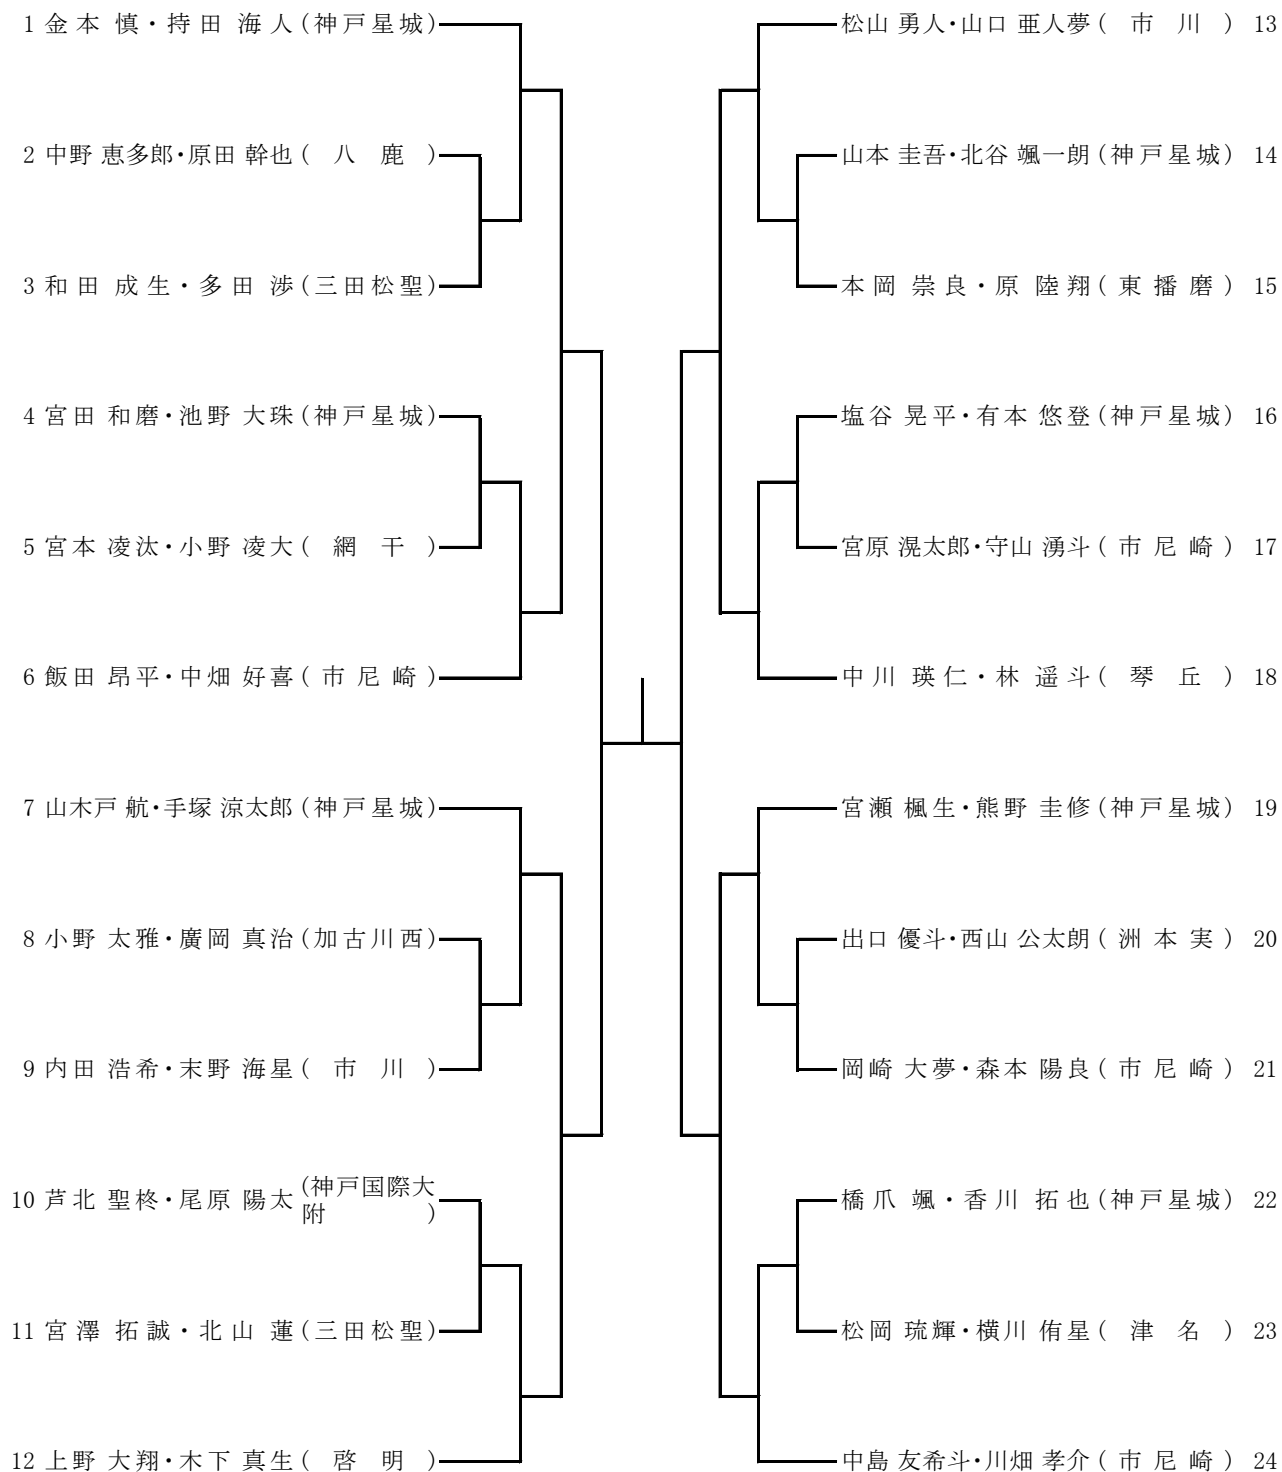 1 金本 慎・持田 海人(神戸星城)
2 中野 恵多郎・原田 幹也(八鹿)
3 和田 成生・多田 渉(三田松聖)
4 宮田 和磨・池野 大珠(神戸星城)
5 宮本 凌汰・小野 凌大(網干)
6 飯田 昂平・中畑 好喜(市尼崎)
7 山木戸 航・手塚 涼太郎(神戸星城)
8 小野 太雅・廣岡 真治(加古川西)
9 内田 浩希・末野 海星(市川)
10 芦北 聖柊・尾原 陽太(神戸国際大
附)
11 宮澤 拓誠・北山 蓮(三田松聖)
12 上野 大翔・木下 真生(啓明)
松山 勇人・山口 亜人夢(市川) 13
山本 圭吾・北谷 颯一朗(神戸星城) 14
本岡 崇良・原 陸翔(東播磨) 15
塩谷 晃平・有本 悠登(神戸星城) 16
宮原 滉太郎・守山 湧斗(市尼崎) 17
中川 瑛仁・林 遥斗(琴丘) 18
宮瀬 楓生・熊野 圭修(神戸星城) 19
出口 優斗・西山 公太朗(洲本実) 20
岡崎 大夢・森本 陽良(市尼崎) 21
橋爪 颯・香川 拓也(神戸星城) 22
松岡 琉輝・横川 侑星(津名) 23
中島 友希斗・川畑 孝介(市尼崎) 24